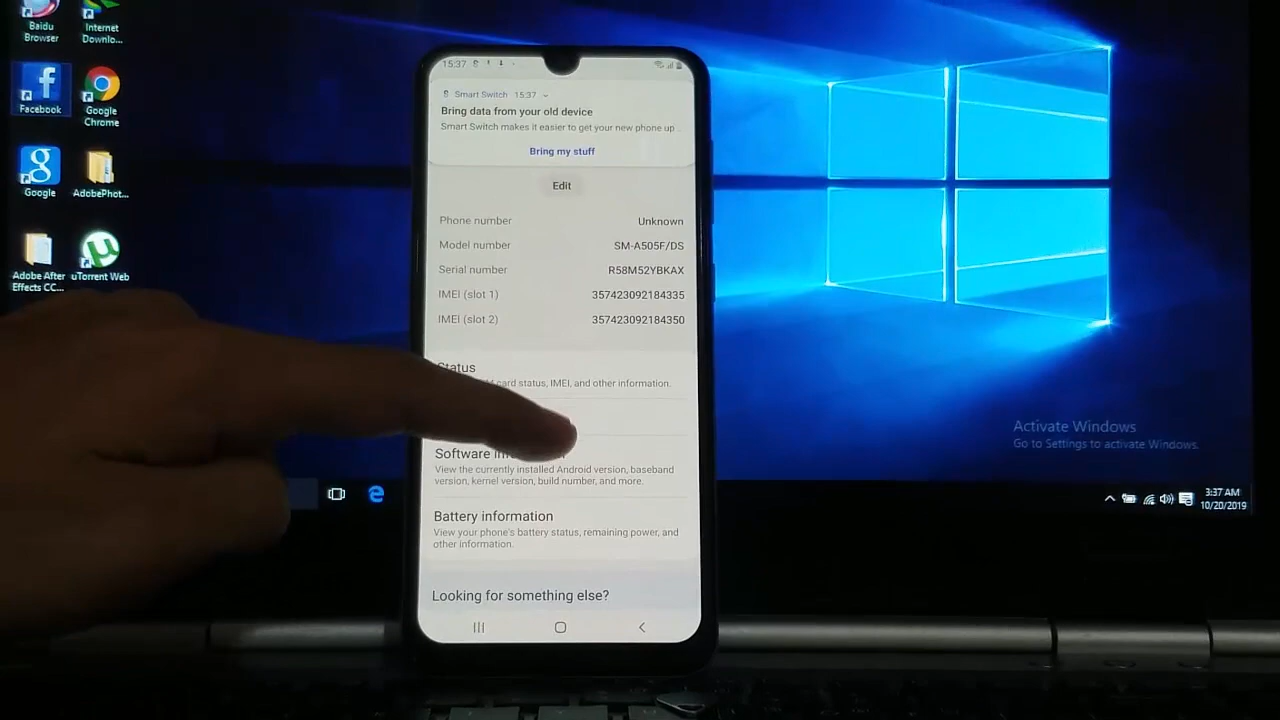 Baidu
Browser
Internet
Downlo...
Facebook
Google
Chrome
Google
AdobePhot...
Adobe After
Effects CC...
uTorrent Web
15:37
Smart Switch 15:37
Bring data from your old device
Smart Switch makes it easier to get your new phone up
Bring my stuff
Edit
Phone number Unknown
Model number SM-A505F/DS
Serial number R58M52YBKAX
IMEI (slot 1) 357423092184335
IMEI (slot 2) 357423092184350
Status
card status, IMEI, and other information.
Software
View the currently installed Android version, baseband
version, kernel version, build number, and more.
Battery information
View your phone's battery status, remaining power, and
other information.
Looking for something else?
Activate Windows
Go to Settings to activate Windows.
3:37 AM
10/20/2019